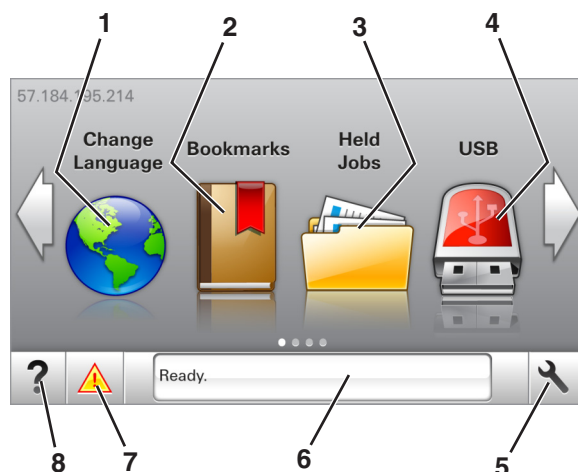 1 2 3 4
57.184.195.214
Change
Language
Bookmarks
Held
Jobs
USB
?
Ready.
8 7 6 5